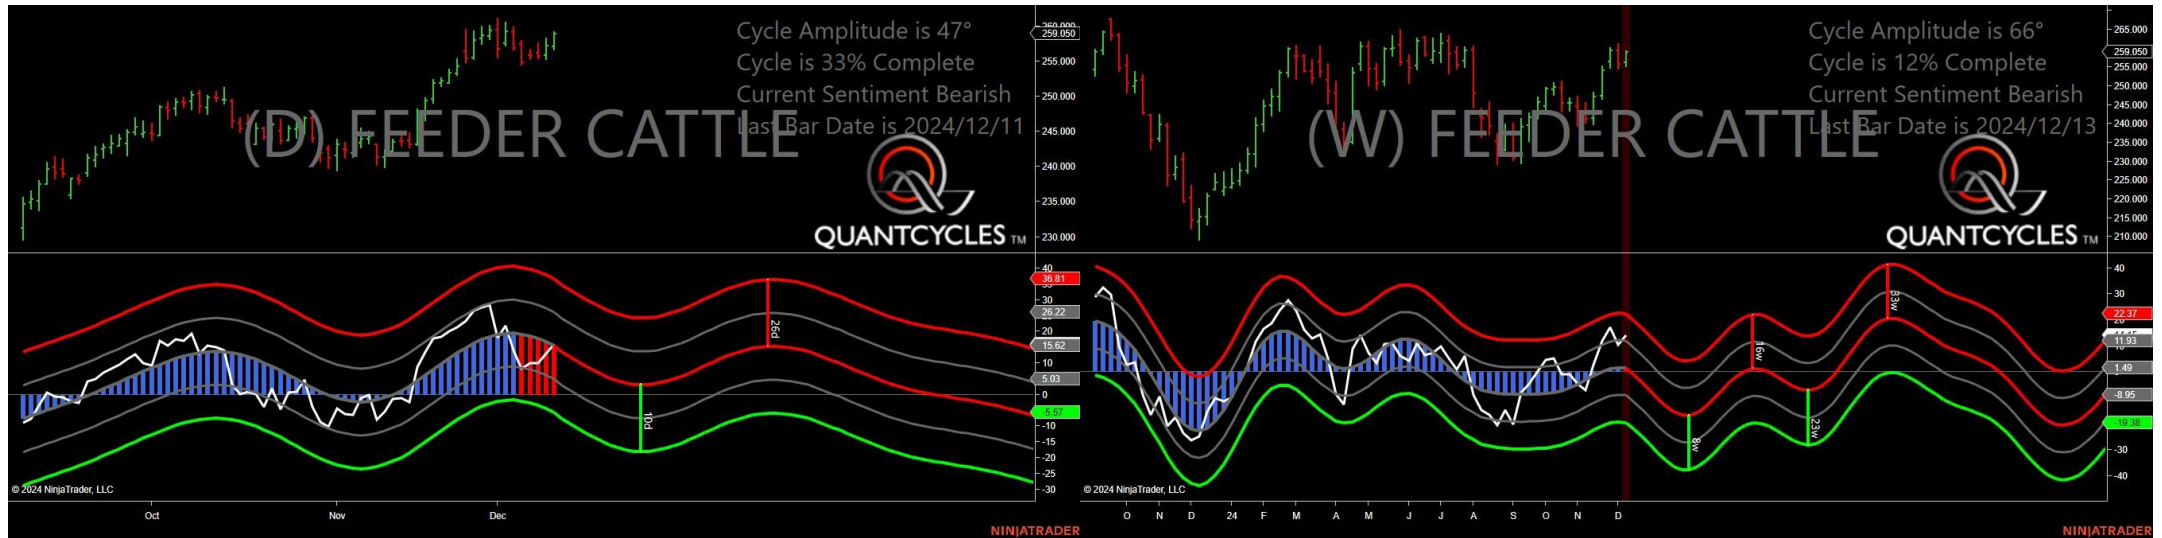 Cycle Amplitude is 47°
Cycle is 33% Complete
Current Sentiment Bearish
Last Bar Date is 2024/12/11
(D) FEEDER CATTLE
QUANTCYCLES TM
260.000
259.050
255.000
250.000
245.000
240.000
235.000
230.000
40
36.81
30
26.22
20
15.62
10
5.03
0
-5.57
-10
-15
-20
-25
-30
26d
10d
© 2024 NinjaTrader, LLC
Oct
Nov
Dec
NINJATRADER
Cycle Amplitude is 66°
Cycle is 12% Complete
Current Sentiment Bearish
Last Bar Date is 2024/12/13
(W) FEEDER CATTLE
QUANTCYCLES TM
265.000
259.050
255.000
250.000
245.000
240.000
235.000
230.000
225.000
220.000
215.000
210.000
40
30
22.37
11.93
1.49
-8.95
-19.38
-30
-40
33w
16w
23w
8w
© 2024 NinjaTrader, LLC
O
N
D
24
F
M
A
M
J
J
A
S
O
N
D
NINJATRADER